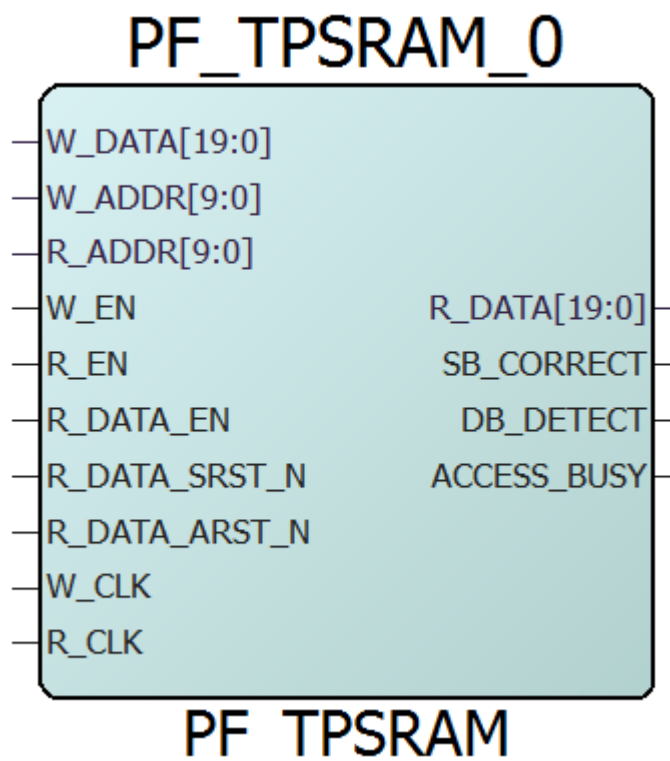 PF_TPSRAM_0
W_DATA[19:0]
W_ADDR[9:0]
R_ADDR[9:0]
W_EN
R_DATA[19:0]
R_EN
SB_CORRECT
R_DATA_EN
DB_DETECT
R_DATA_SRST_N
ACCESS_BUSY
R_DATA_ARST_N
W_CLK
R_CLK
PF_TPSRAM